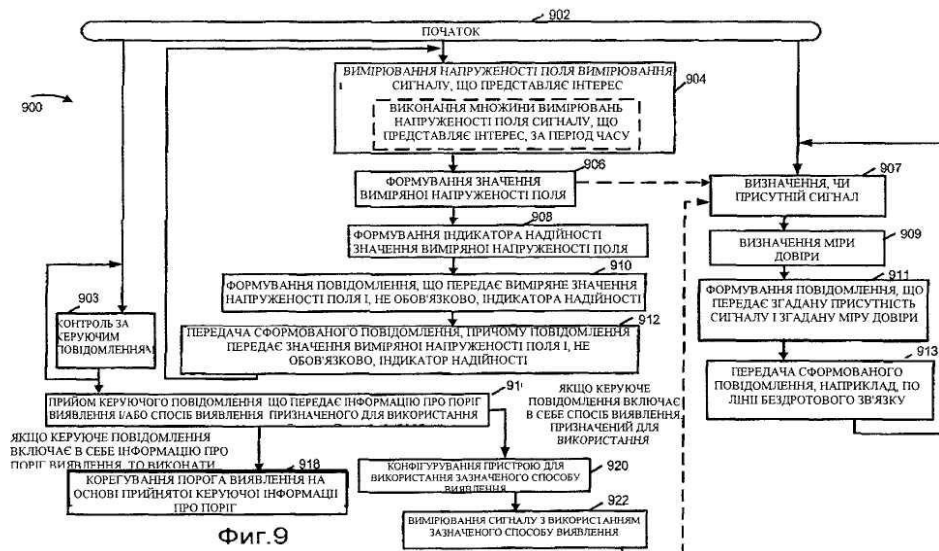 902
ПОЧАТОК
900
ВИМІРЮВАННЯ НАПРУЖЕНОСТІ ПОЛЯ ВИМІРЮВАННЯ
СИГНАЛУ, ЩО ПРЕДСТАВЛЯЄ ІНТЕРЕС
904
ВИКОНАННЯ МНОЖИНИ ВИМІРЮВАНЬ
НАПРУЖЕНОСТІ ПОЛЯ СИГНАЛУ, ЩО
ПРЕДСТАВЛЯЄ ІНТЕРЕС, ЗА ПЕРІОД ЧАСУ
906
ФОРМУВАННЯ ЗНАЧЕННЯ
ВИМІРЯНОЇ НАПРУЖЕНОСТІ ПОЛЯ
908
ФОРМУВАННЯ ІНДИКАТОРА НАДІЙНОСТІ
ЗНАЧЕННЯ ВИМІРЯНОЇ НАПРУЖЕНОСТІ ПОЛЯ
910
ФОРМУВАННЯ ПОВІДОМЛЕННЯ, ЩО ПЕРЕДАЄ ВИМІРЯНЕ ЗНАЧЕННЯ
НАПРУЖЕНОСТІ ПОЛЯ І, НЕ ОБОВ'ЯЗКОВО, ІНДИКАТОРА НАДІЙНОСТІ
912
ПЕРЕДАЧА СФОРМОВАНОГО ПОВІДОМЛЕННЯ, ПРИЧОМУ ПОВІДОМЛЕННЯ
ПЕРЕДАЄ ЗНАЧЕННЯ ВИМІРЯНОЇ НАПРУЖЕНОСТІ ПОЛЯ І, НЕ
ОБОВ'ЯЗКОВО, ІНДИКАТОР НАДІЙНОСТІ
903
КОНТРОЛЬ ЗА
КЕРУЮЧИМ
ПОВІДОМЛЕННЯМ
91
ПРИЙОМ КЕРУЮЧОГО ПОВІДОМЛЕННЯ ЩО ПЕРЕДАЄ ІНФОРМАЦІЮ ПРО ПОРІГ
ВИЯВЛЕННЯ І/АБО СПОСІБ ВИЯВЛЕННЯ ПРИЗНАЧЕНОГО ДЛЯ ВИКОРИСТАННЯ
ЯКЩО КЕРУЮЧЕ ПОВІДОМЛЕННЯ
ВКЛЮЧАЄ В СЕБЕ ІНФОРМАЦІЮ ПРО
ПОРІГ ВИЯВЛЕННЯ, ТО ВИКОНАТИ
918
КОРЕГУВАННЯ ПОРОГА ВИЯВЛЕННЯ НА
ОСНОВІ ПРИЙНЯТОЇ КЕРУЮЧОЇ ІНФОРМАЦІЇ
ПРО ПОРІГ
ЯКЩО КЕРУЮЧЕ
ПОВІДОМЛЕННЯ ВКЛЮЧАЄ
В СЕБЕ СПОСІБ ВИЯВЛЕННЯ,
ПРИЗНАЧЕНИЙ ДЛЯ
ВИКОРИСТАННЯ
920
КОНФІГУРУВАННЯ ПРИСТРОЮ ДЛЯ
ВИКОРИСТАННЯ ЗАЗНАЧЕНОГО СПОСОБУ
ВИЯВЛЕННЯ
922
ВИМІРЮВАННЯ СИГНАЛУ З ВИКОРИСТАННЯМ
ЗАЗНАЧЕНОГО СПОСОБУ ВИЯВЛЕННЯ
907
ВИЗНАЧЕННЯ, ЧИ
ПРИСУТНІЙ СИГНАЛ
909
ВИЗНАЧЕННЯ МІРИ
ДОВІРИ
911
ФОРМУВАННЯ ПОВІДОМЛЕННЯ, ЩО
ПЕРЕДАЄ ЗГАДАНУ ПРИСУТНІСТЬ
СИГНАЛУ І ЗГАДАНУ МІРУ ДОВІРИ
913
ПЕРЕДАЧА СФОРМОВАНОГО
ПОВІДОМЛЕННЯ, НАПРИКЛАД, ПО
ЛІНІЇ БЕЗДРОТОВОГО ЗВ'ЯЗКУ
Фиг.9